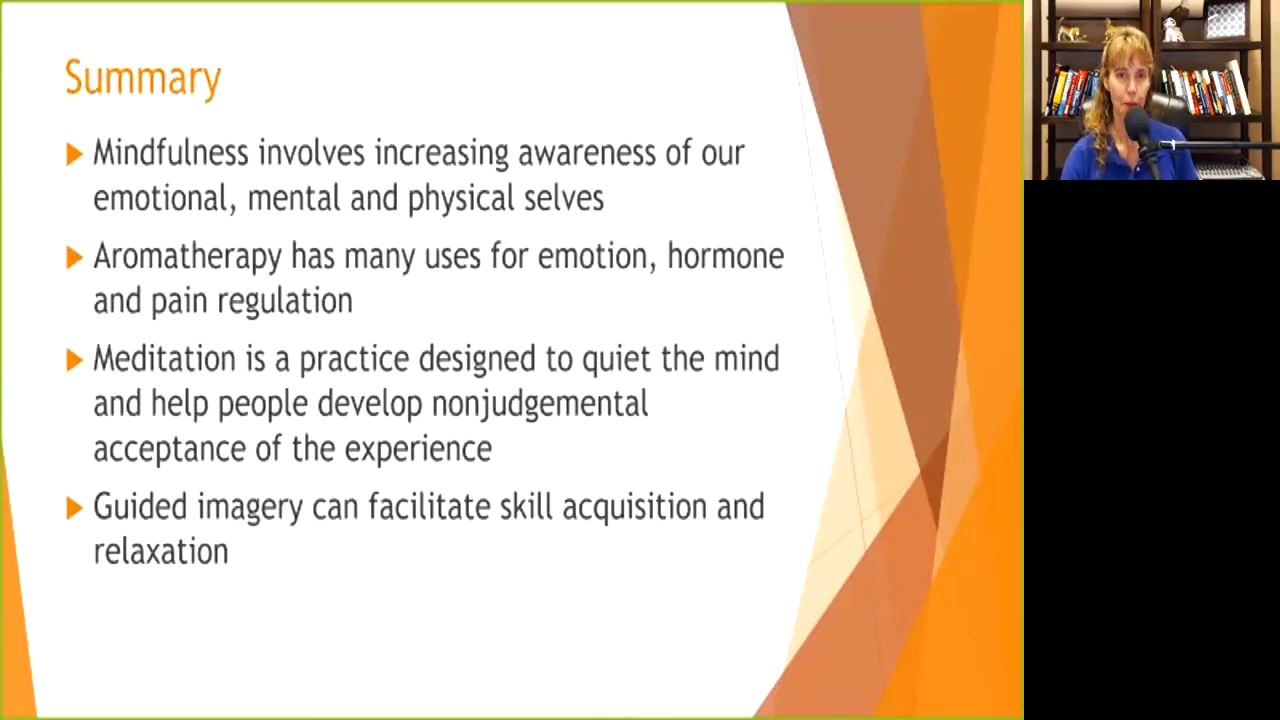 Summary
Mindfulness involves increasing awareness of our
emotional, mental and physical selves
Aromatherapy has many uses for emotion, hormone
and pain regulation
Meditation is a practice designed to quiet the mind
and help people develop nonjudgemental
acceptance of the experience
Guided imagery can facilitate skill acquisition and
relaxation